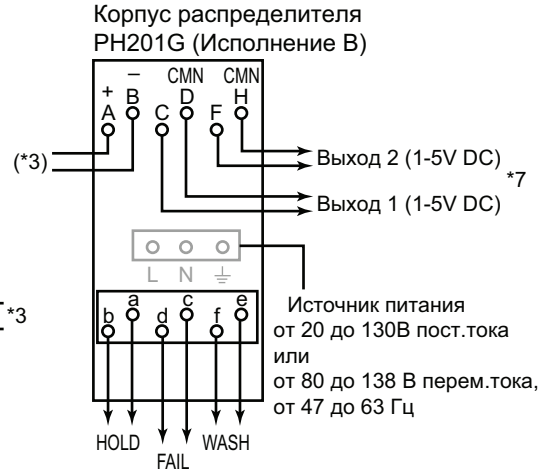 Корпус распределителя
PH201G (Исполнение B)
– CMN CMN
+ B D H
A C F
(*3)
Выход 2 (1-5V DC)
*7
Выход 1 (1-5V DC)
L N
*3
a c e
b d f
Источник питания
от 20 до 130В пост.тока
или
от 80 до 138 В перем.тока,
от 47 до 63 Гц
HOLD WASH
FAIL